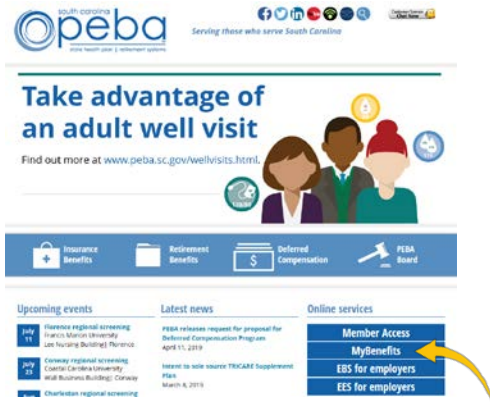 south carolina
peba
state health plan | retirement systems
Serving those who serve South Carolina
Take advantage of
an adult well visit
Find out more at www.peba.sc.gov/wellvisits.html.
Insurance
Benefits
Retirement
Benefits
$
Deferred
Compensation
PEBA
Board
Upcoming events
July
11
Florence regional screening
Francis Marion University
Lee Nursing Building| Florence
July
23
Conway regional screening
Coastal Carolina University
Wall Business Building| Conway
Charleston regional screening
Latest news
PEBA releases request for proposal for
Deferred Compensation Program
April 11, 2019
Intent to sole source TRICARE Supplement
Plan
March 8, 2019
Online services
Member Access
MyBenefits
EBS for employers
EES for employers